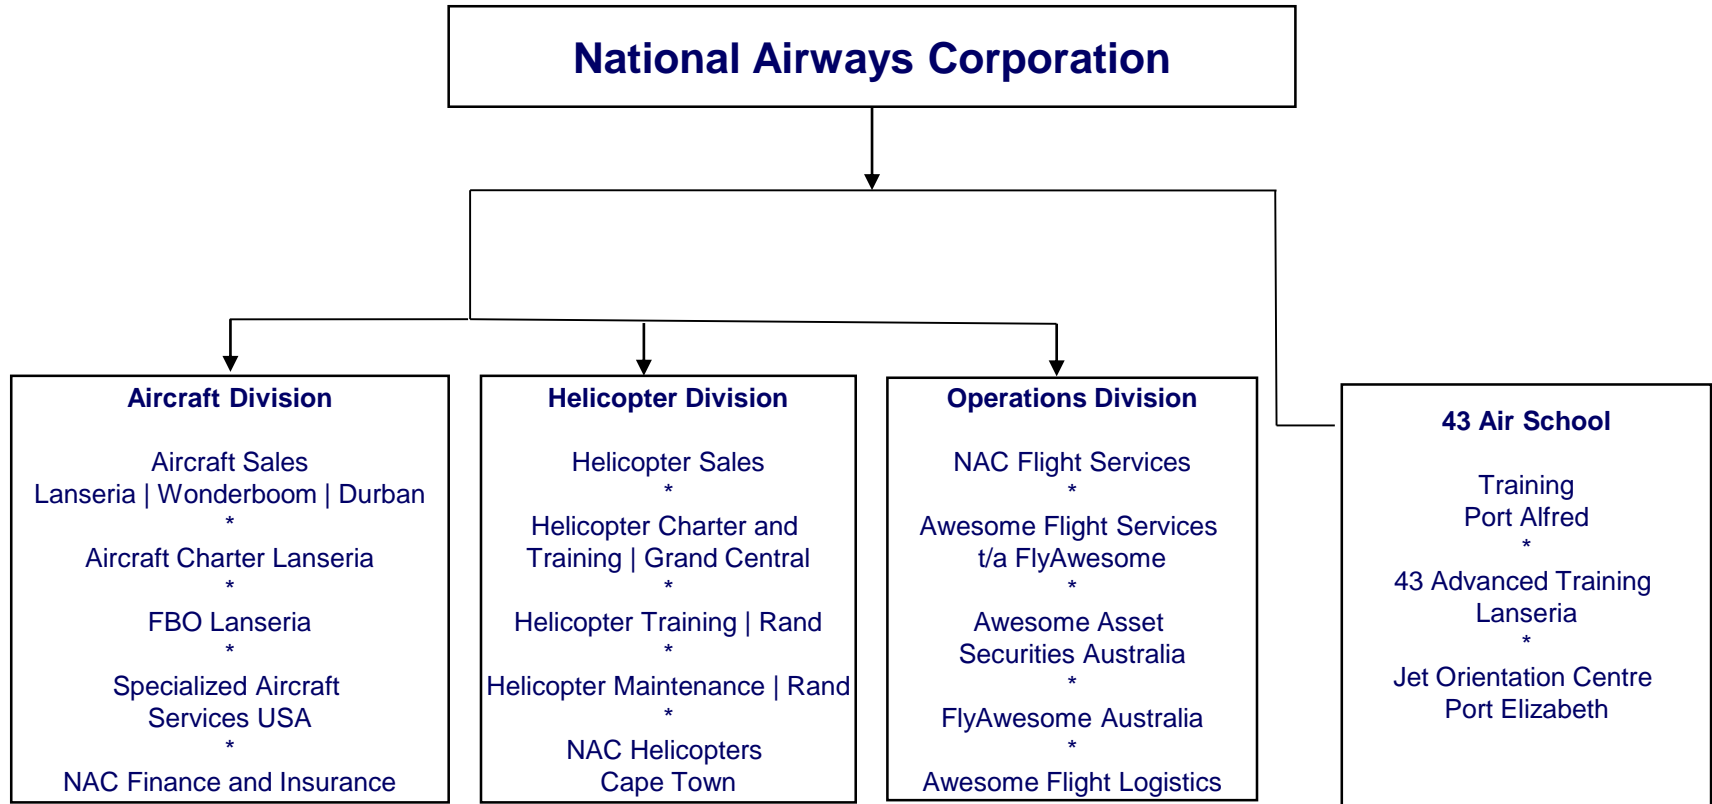 National Airways Corporation
Aircraft Division
Aircraft Sales
Lanseria | Wonderboom | Durban
*
Aircraft Charter Lanseria
*
FBO Lanseria
*
Specialized Aircraft
Services USA
*
NAC Finance and Insurance
Helicopter Division
Helicopter Sales
*
Helicopter Charter and
Training | Grand Central
*
Helicopter Training | Rand
*
Helicopter Maintenance | Rand
*
NAC Helicopters
Cape Town
Operations Division
NAC Flight Services
*
Awesome Flight Services
t/a FlyAwesome
*
Awesome Asset
Securities Australia
*
FlyAwesome Australia
*
Awesome Flight Logistics
43 Air School
Training
Port Alfred
*
43 Advanced Training
Lanseria
*
Jet Orientation Centre
Port Elizabeth